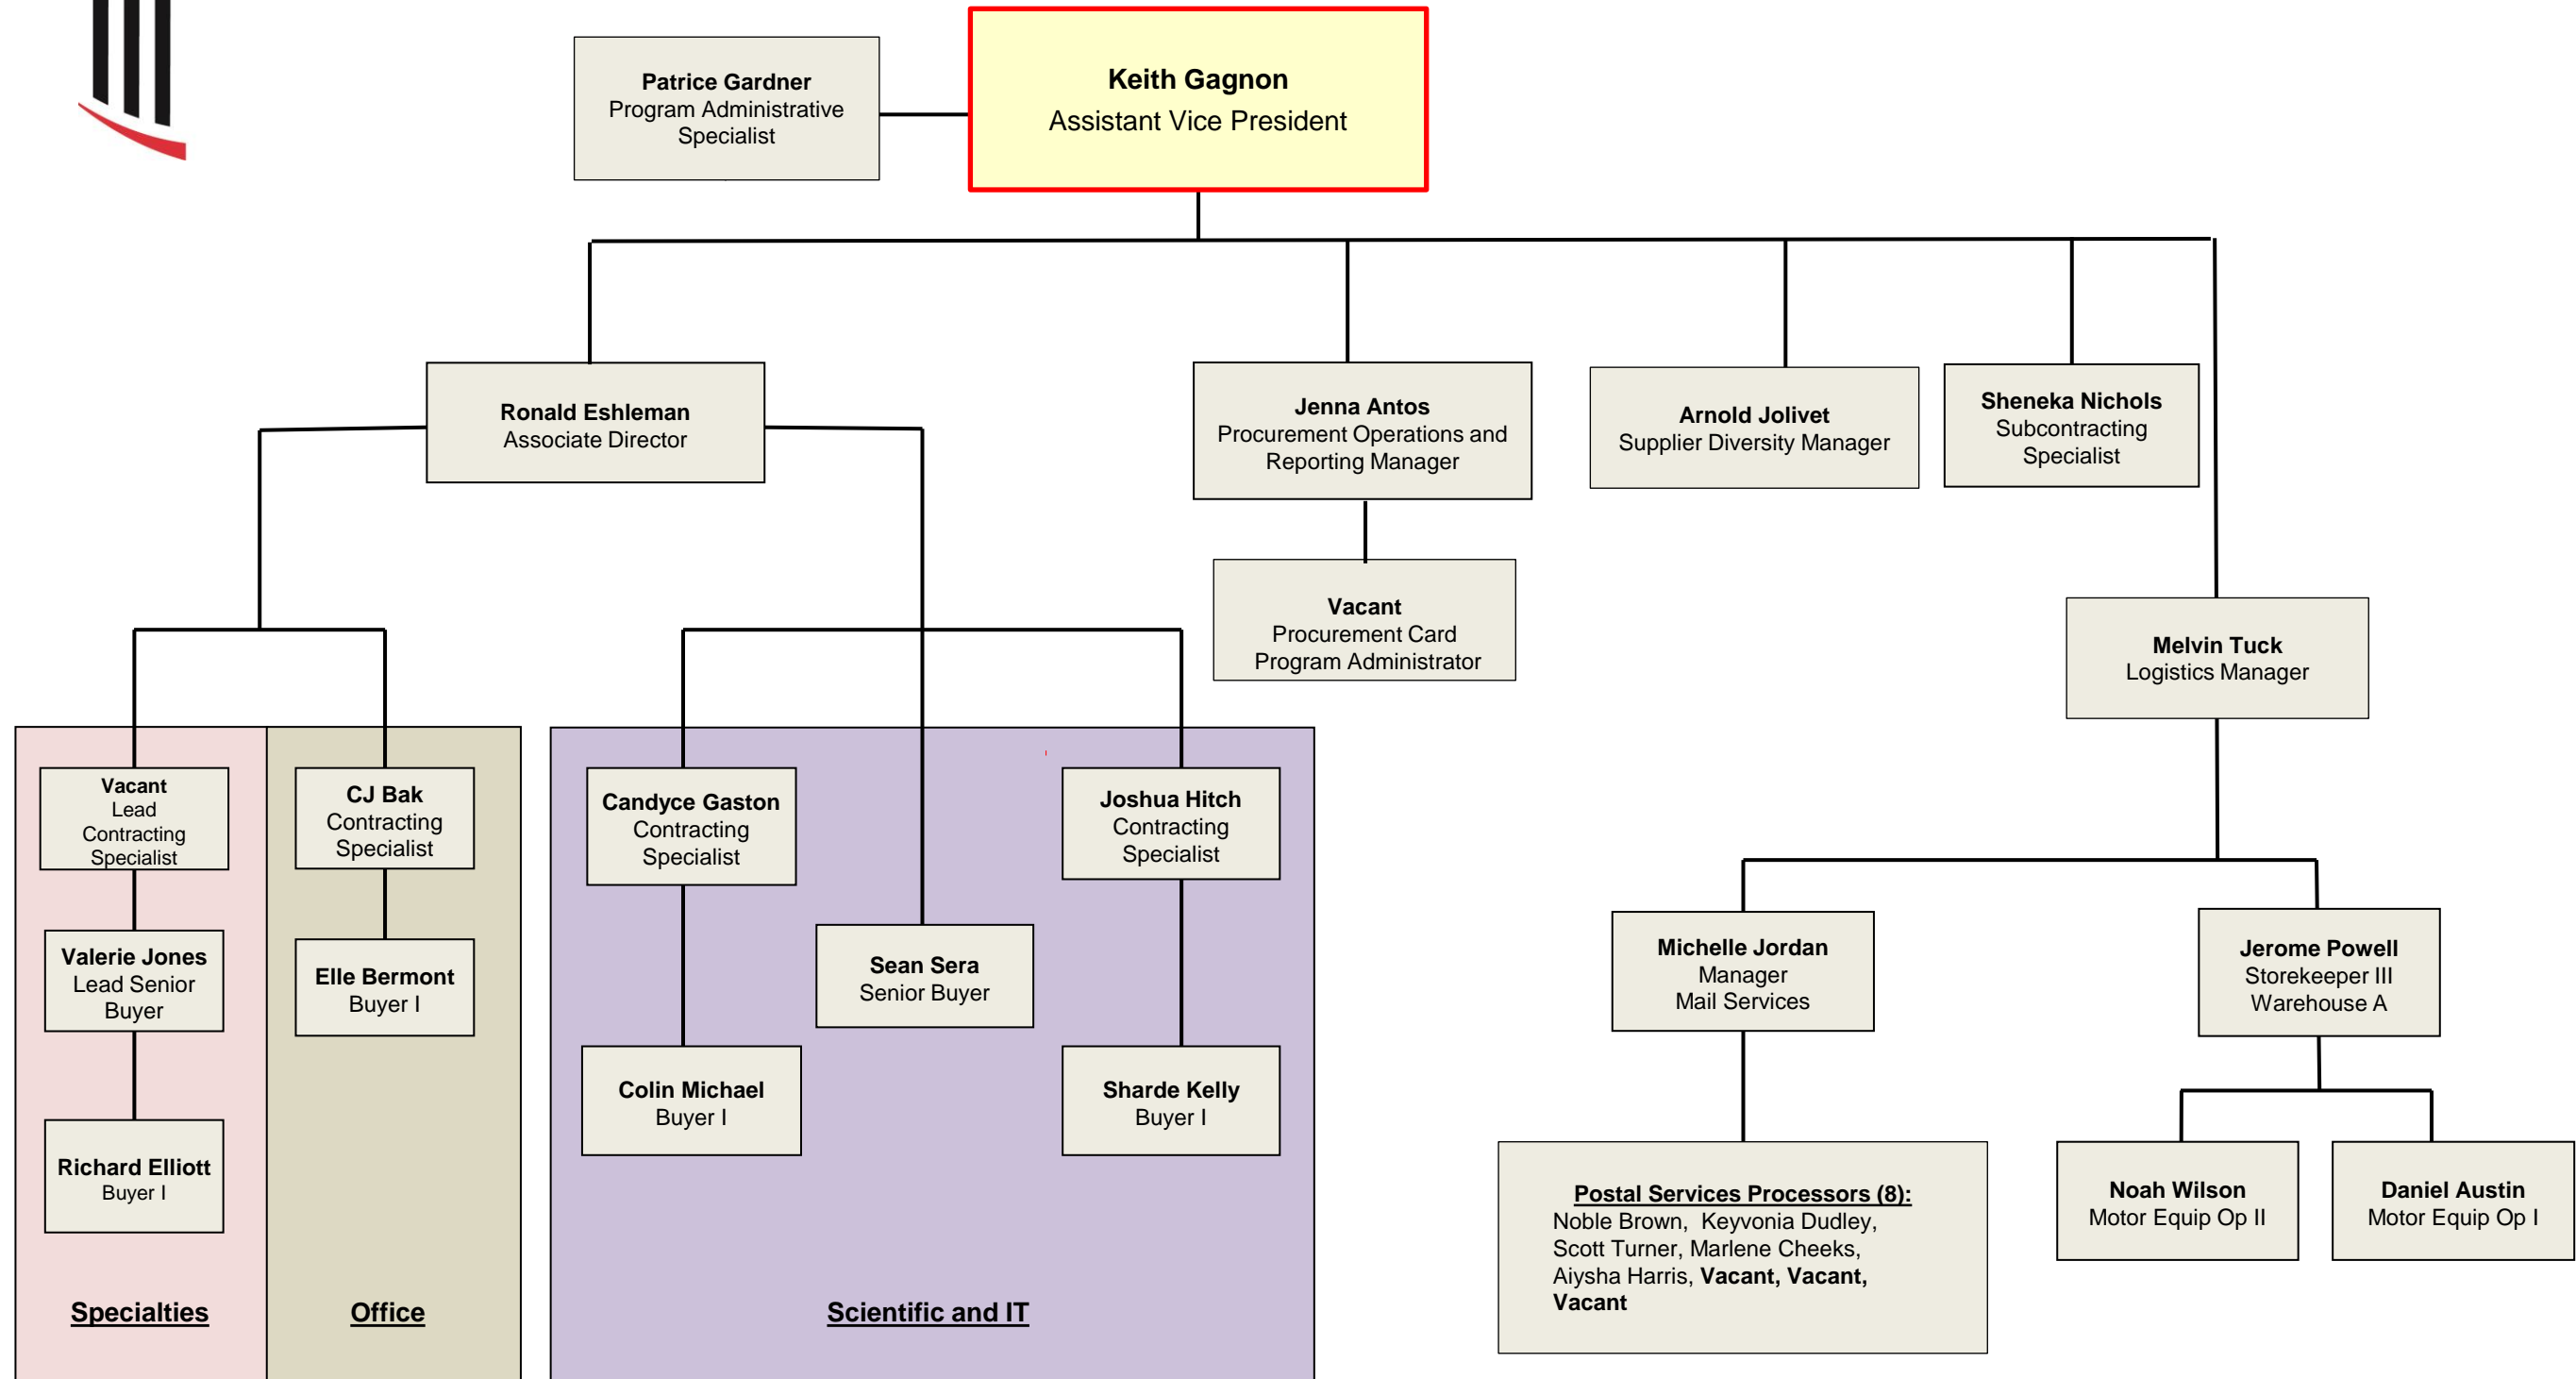 Patrice Gardner
Program Administrative
Specialist
Keith Gagnon
Assistant Vice President
Ronald Eshleman
Associate Director
Jenna Antos
Procurement Operations and
Reporting Manager
Arnold Jolivet
Supplier Diversity Manager
Sheneka Nichols
Subcontracting
Specialist
Vacant
Procurement Card
Program Administrator
Melvin Tuck
Logistics Manager
Vacant
Lead
Contracting
Specialist
Valerie Jones
Lead Senior
Buyer
Richard Elliott
Buyer I
Specialties
CJ Bak
Contracting
Specialist
Elle Bermont
Buyer I
Office
Candyce Gaston
Contracting
Specialist
Colin Michael
Buyer I
Sean Sera
Senior Buyer
Joshua Hitch
Contracting
Specialist
Sharde Kelly
Buyer I
Scientific and IT
Michelle Jordan
Manager
Mail Services
Postal Services Processors (8):
Noble Brown, Keyvonia Dudley,
Scott Turner, Marlene Cheeks,
Aiysha Harris, Vacant, Vacant,
Vacant
Jerome Powell
Storekeeper III
Warehouse A
Noah Wilson
Motor Equip Op II
Daniel Austin
Motor Equip Op I